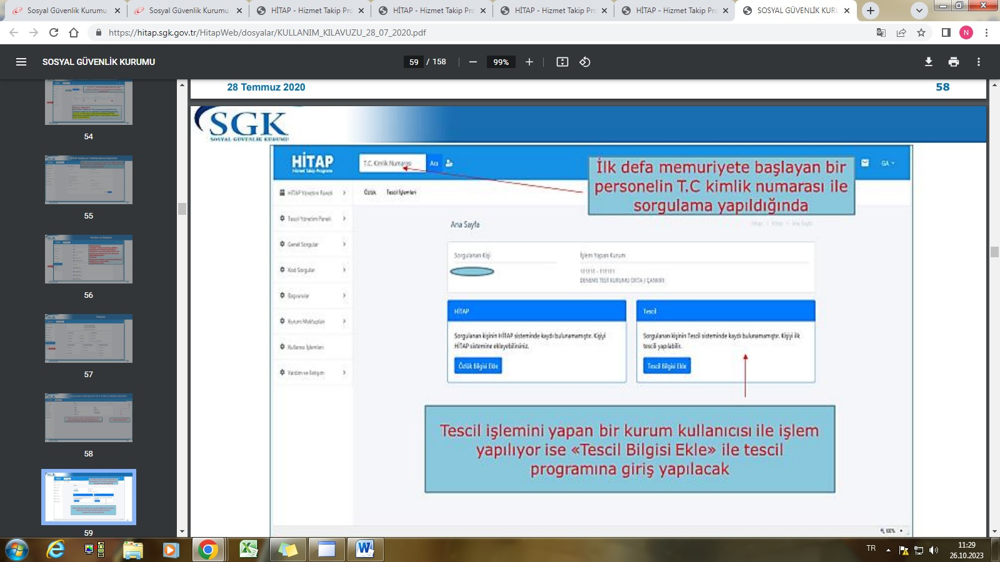 Sosyal Güvenlik Kurumu
Sosyal Güvenlik Kurumu
HİTAP - Hizmet Takip Pro
HİTAP - Hizmet Takip Pro
HİTAP - Hizmet Takip Pro
HİTAP - Hizmet Takip Pro
SOSYAL GÜVENLİK KURU
https://hitap.sgk.gov.tr/HitapWeb/dosyalar/KULLANIM_KILAVUZU_28_07_2020.pdf
N
SOSYAL GÜVENLİK KURUMU
59 / 158
99%
54
55
56
57
58
59
28 Temmuz 2020
58
SGK
SOSYAL GÜVENLİK KURUMU
HİTAP
Hizmet Takip Programı
T.C. Kimlik Numarası
Ara
GA
İlk defa memuriyete başlayan bir
personelin T.C kimlik numarası ile
sorgulama yapıldığında
HİTAP Yönetim Paneli
Özlük
Tescil İşlemleri
Tescil Yönetim Paneli
Genel Sorgular
Kod Sorgular
Başvurular
Kurum Mektupları
Kullanıcı İşlemleri
Yardım ve İletişim
Ana Sayfa
Hitap / Hitap / Ana Sayfa
Sorgulanan Kişi
İşlem Yapan Kurum
111111 - 111111
DENEME TEST KURUMU ORTA / ÇANKIRI
HİTAP
Sorgulanan kişinin HİTAP sisteminde kaydı bulunamamıştır. Kişiyi
HİTAP sistemine ekleyebilirsiniz.
Özlük Bilgisi Ekle
Tescil
Sorgulanan kişinin Tescil sisteminde kaydı bulunamamıştır. Kişiyi ilk
tescili yapılabilir.
Tescil Bilgisi Ekle
Tescil işlemini yapan bir kurum kullanıcısı ile işlem
yapılıyor ise «Tescil Bilgisi Ekle» ile tescil
programına giriş yapılacak
100%
TR
11:29
26.10.2023